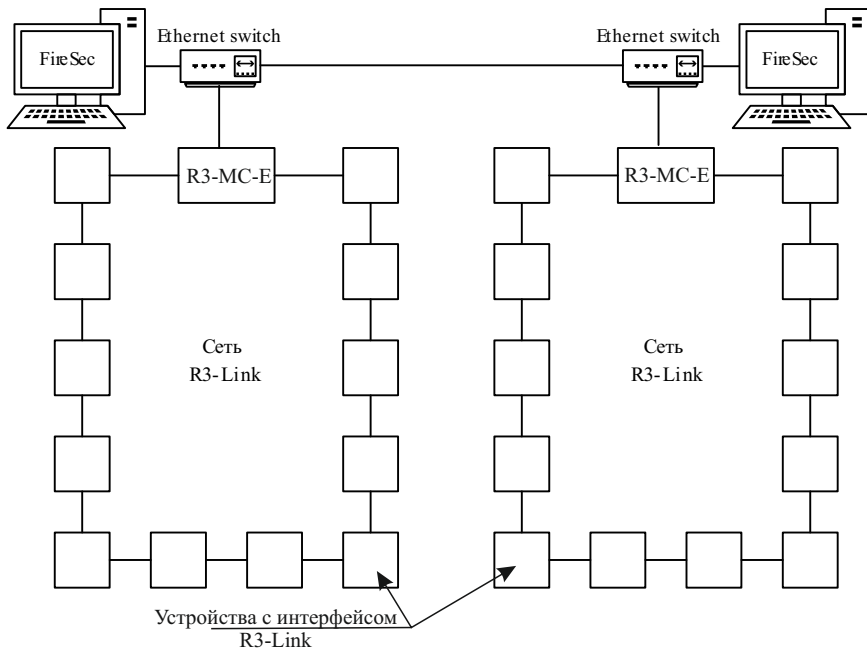 Ethernet switch
Ethernet switch
FireSec
FireSec
R3-MC-E
R3-MC-E
Сеть
R3-Link
Сеть
R3-Link
Устройства с интерфейсом
R3-Link